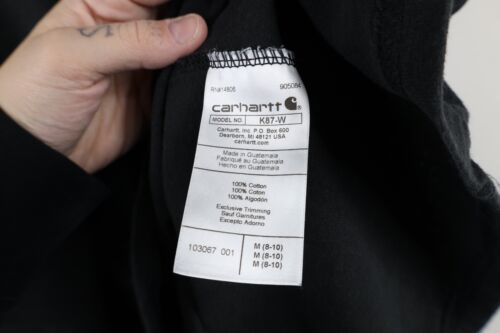 905084
carhartt
MODEL NO. K87-W
Carhartt, Inc. P.O. Box 600
Dearborn, MI 48121 USA
carhartt.com
Made in Guatemala
Fabriqué au Guatemala
Hecho en Guatemala
100% Cotton
100% Coton
100% Algodón
Exclusive Trimming
Sauf Garnitures
Excepto Adorno
103067 001
M (8-10)
M (8-10)
M (8-10)